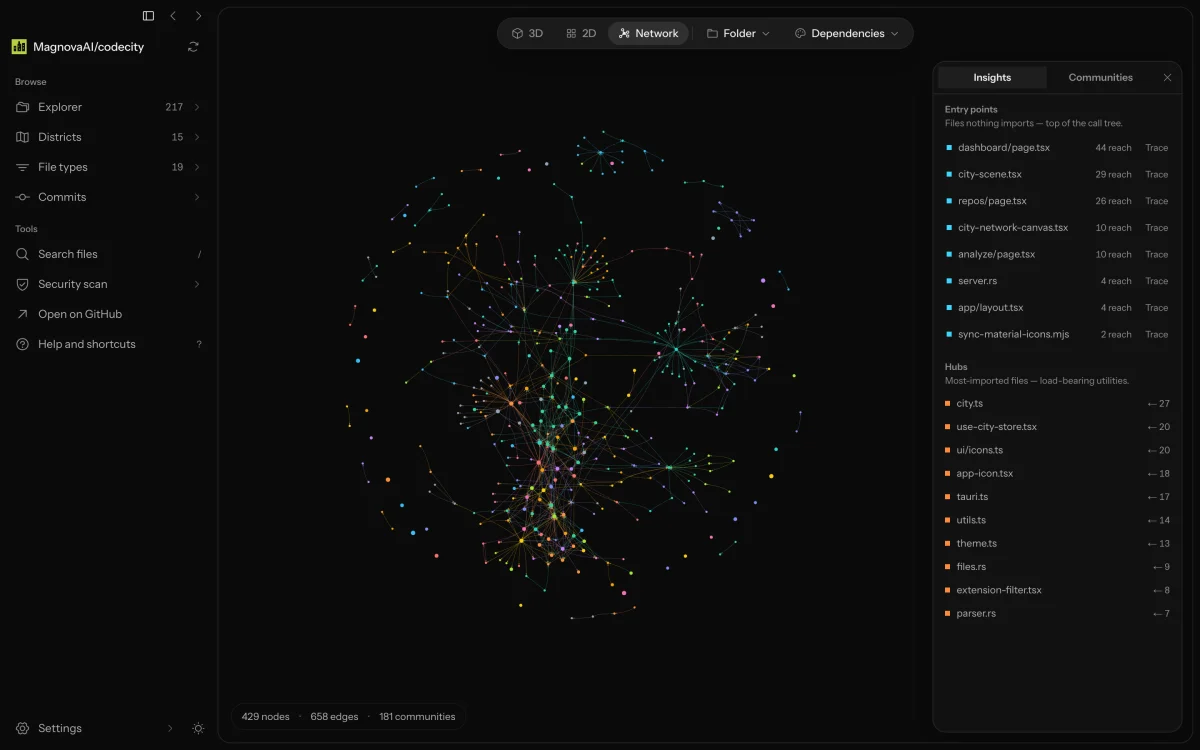 MagnovaAI/codecity
Browse
Explorer 217
Districts 15
File types 19
Commits
Tools
Search files /
Security scan
Open on GitHub
Help and shortcuts ?
Settings
3D 2D Network Folder Dependencies
429 nodes · 658 edges · 181 communities
Insights Communities
Entry points
Files nothing imports — top of the call tree.
dashboard/page.tsx 44 reach Trace
city-scene.tsx 29 reach Trace
repos/page.tsx 26 reach Trace
city-network-canvas.tsx 10 reach Trace
analyze/page.tsx 10 reach Trace
server.rs 4 reach Trace
app/layout.tsx 4 reach Trace
sync-material-icons.mjs 2 reach Trace
Hubs
Most-imported files — load-bearing utilities.
city.ts ←27
use-city-store.tsx ←20
ui/icons.ts ←20
app-icon.tsx ←18
tauri.ts ←17
utils.ts ←14
theme.ts ←13
files.rs ←9
extension-filter.tsx ←8
parser.rs ←7